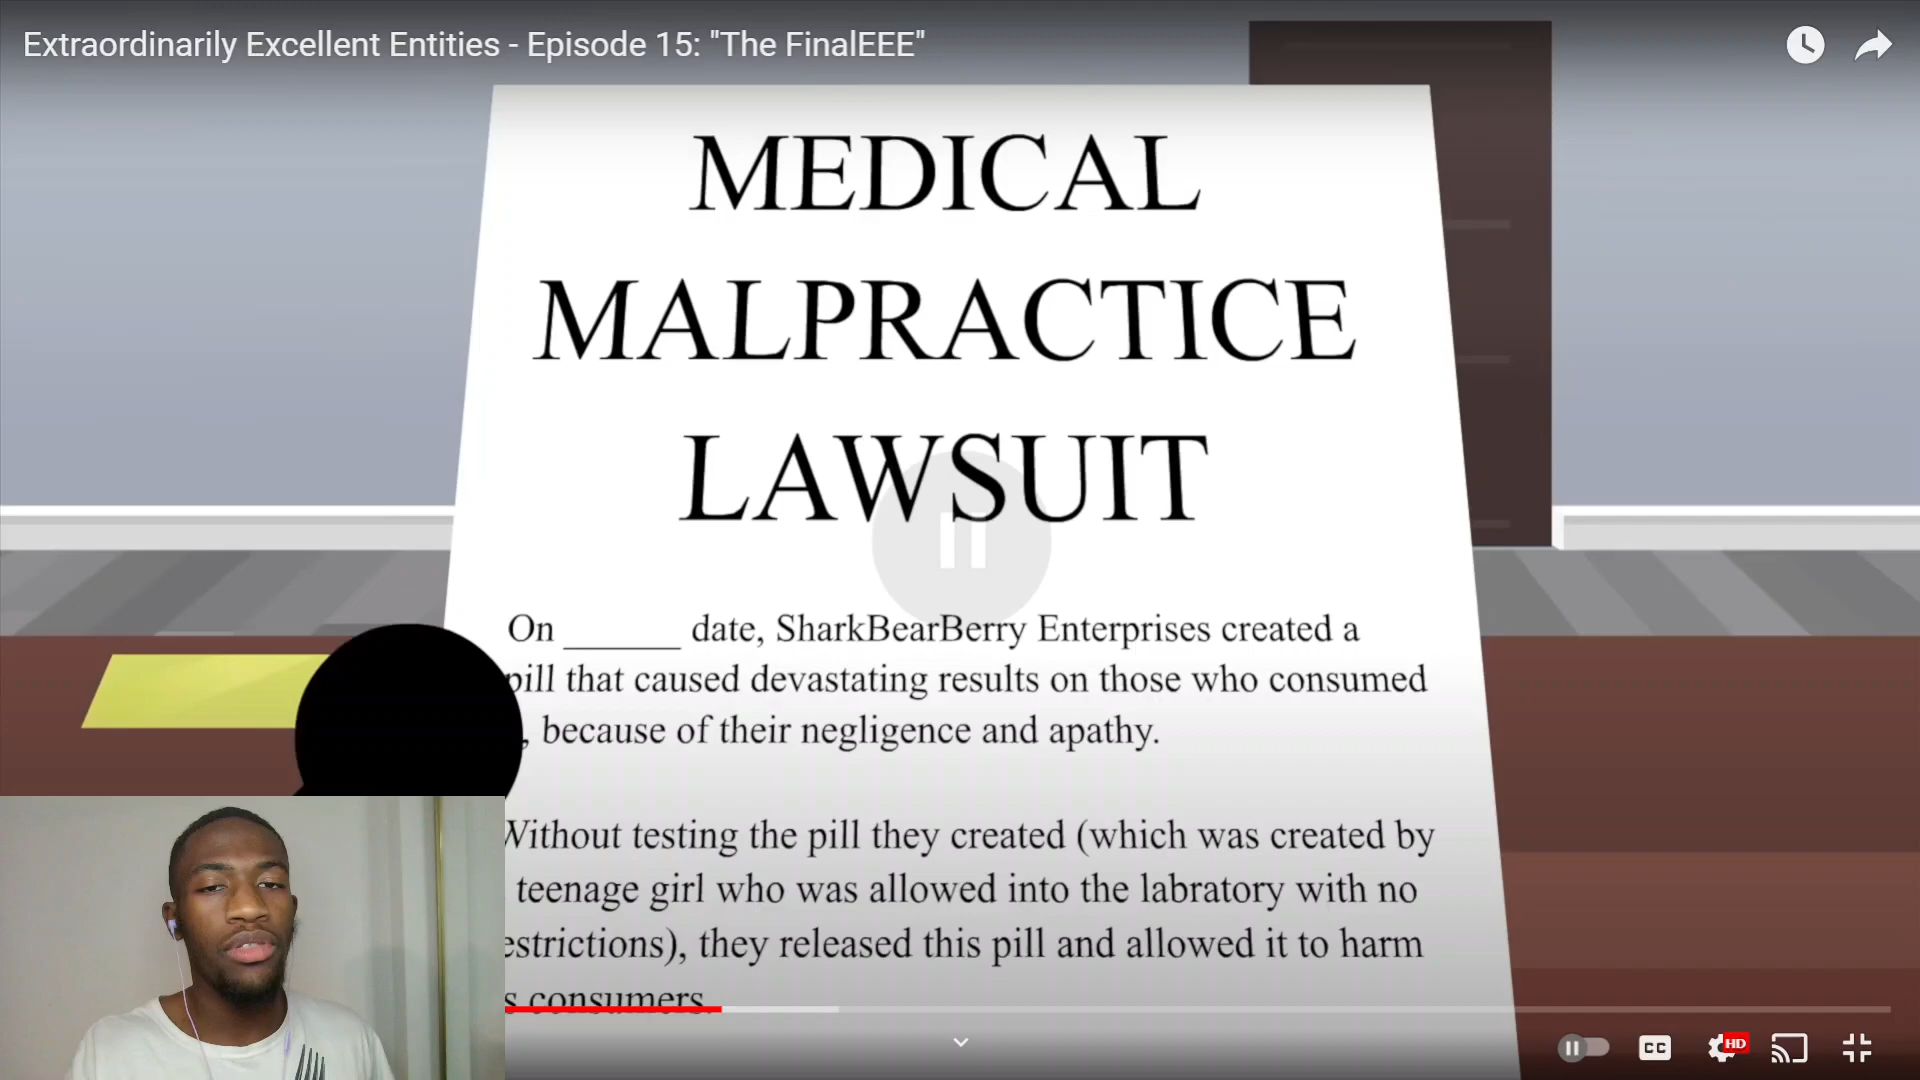 Extraordinarily Excellent Entities - Episode 15: "The FinalEEE"
MEDICAL
MALPRACTICE
LAWSUIT
On ______ date, SharkBearBerry Enterprises created a
pill that caused devastating results on those who consumed
, because of their negligence and apathy.
Without testing the pill they created (which was created by
teenage girl who was allowed into the labratory with no
estrictions), they released this pill and allowed it to harm
s consumers.
CC
HD